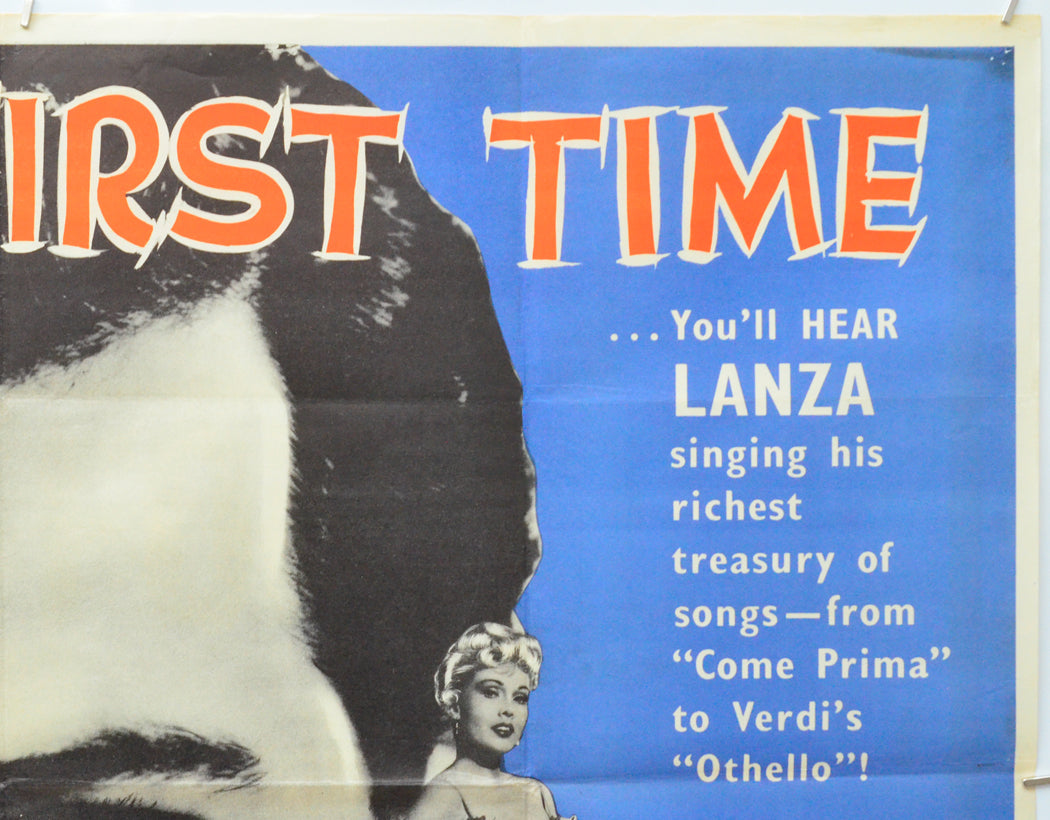 IRST TIME
...You'll HEAR
LANZA
singing his
richest
treasury of
songs—from
“Come Prima”
to Verdi's
“Othello”!